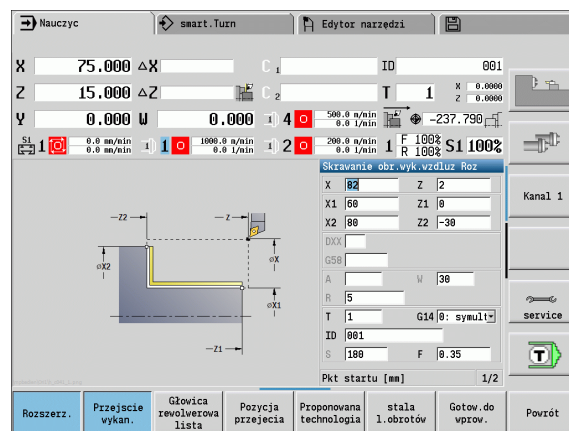 Nauczyc smart.Turn Edytor narzędzi
X 75.000 △X C 1 ID 001
Z 15.000 △Z C 2 T 1 X 0.0000 Z 0.0000
Y 0.000 W 0.000 4 500.0 m/min 0.0 1/min -237.790
S1 1 0.0 mm/min 0.0 m/min 1 1000.0 m/min 0.0 1/min 2 200.0 m/min 0.0 1/min 1 F 100% R 100% S1 100%
Skrawanie obr.wyk.wzdluz Roz
X 82 Z 2
X1 60 Z1 0
X2 80 Z2 -30
DXX
G58
A W 30
R 5
T 1 G14 0: symult
ID 001
S 180 F 0.35
Pkt startu [mm] 1/2
Z2
Z
øX2
øX
øX1
Z1
Kanal 1
service
T
Rozszerz.
Przejscie wykan.
Głowica rewolwerowa lista
Pozycja przejecia
Proponowana technologia
stala l.obrotów
Gotow.do wprow.
Powrót